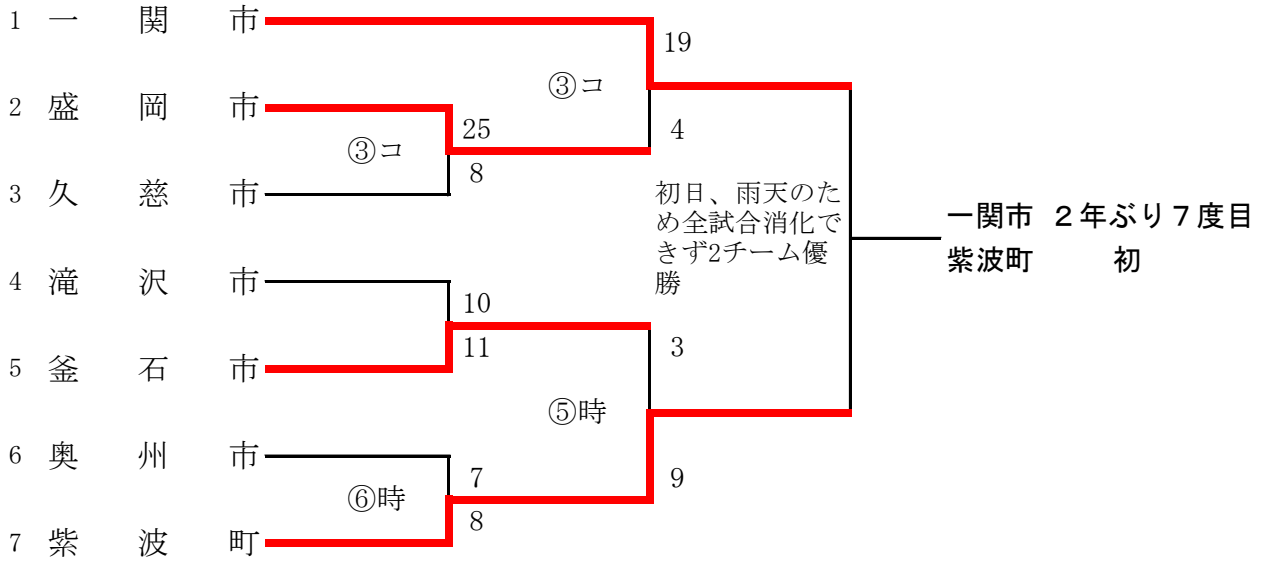 1 一関市
19
③コ
2 盛岡市
25
4
③コ
8
3 久慈市
初日、雨天のた
め全試合消化で
きず2チーム優
勝
一関市 2年ぶり7度目
紫波町 初
4 滝沢市
10
11
3
5 釜石市
⑤時
6 奥州市
7
9
⑥時
8
7 紫波町